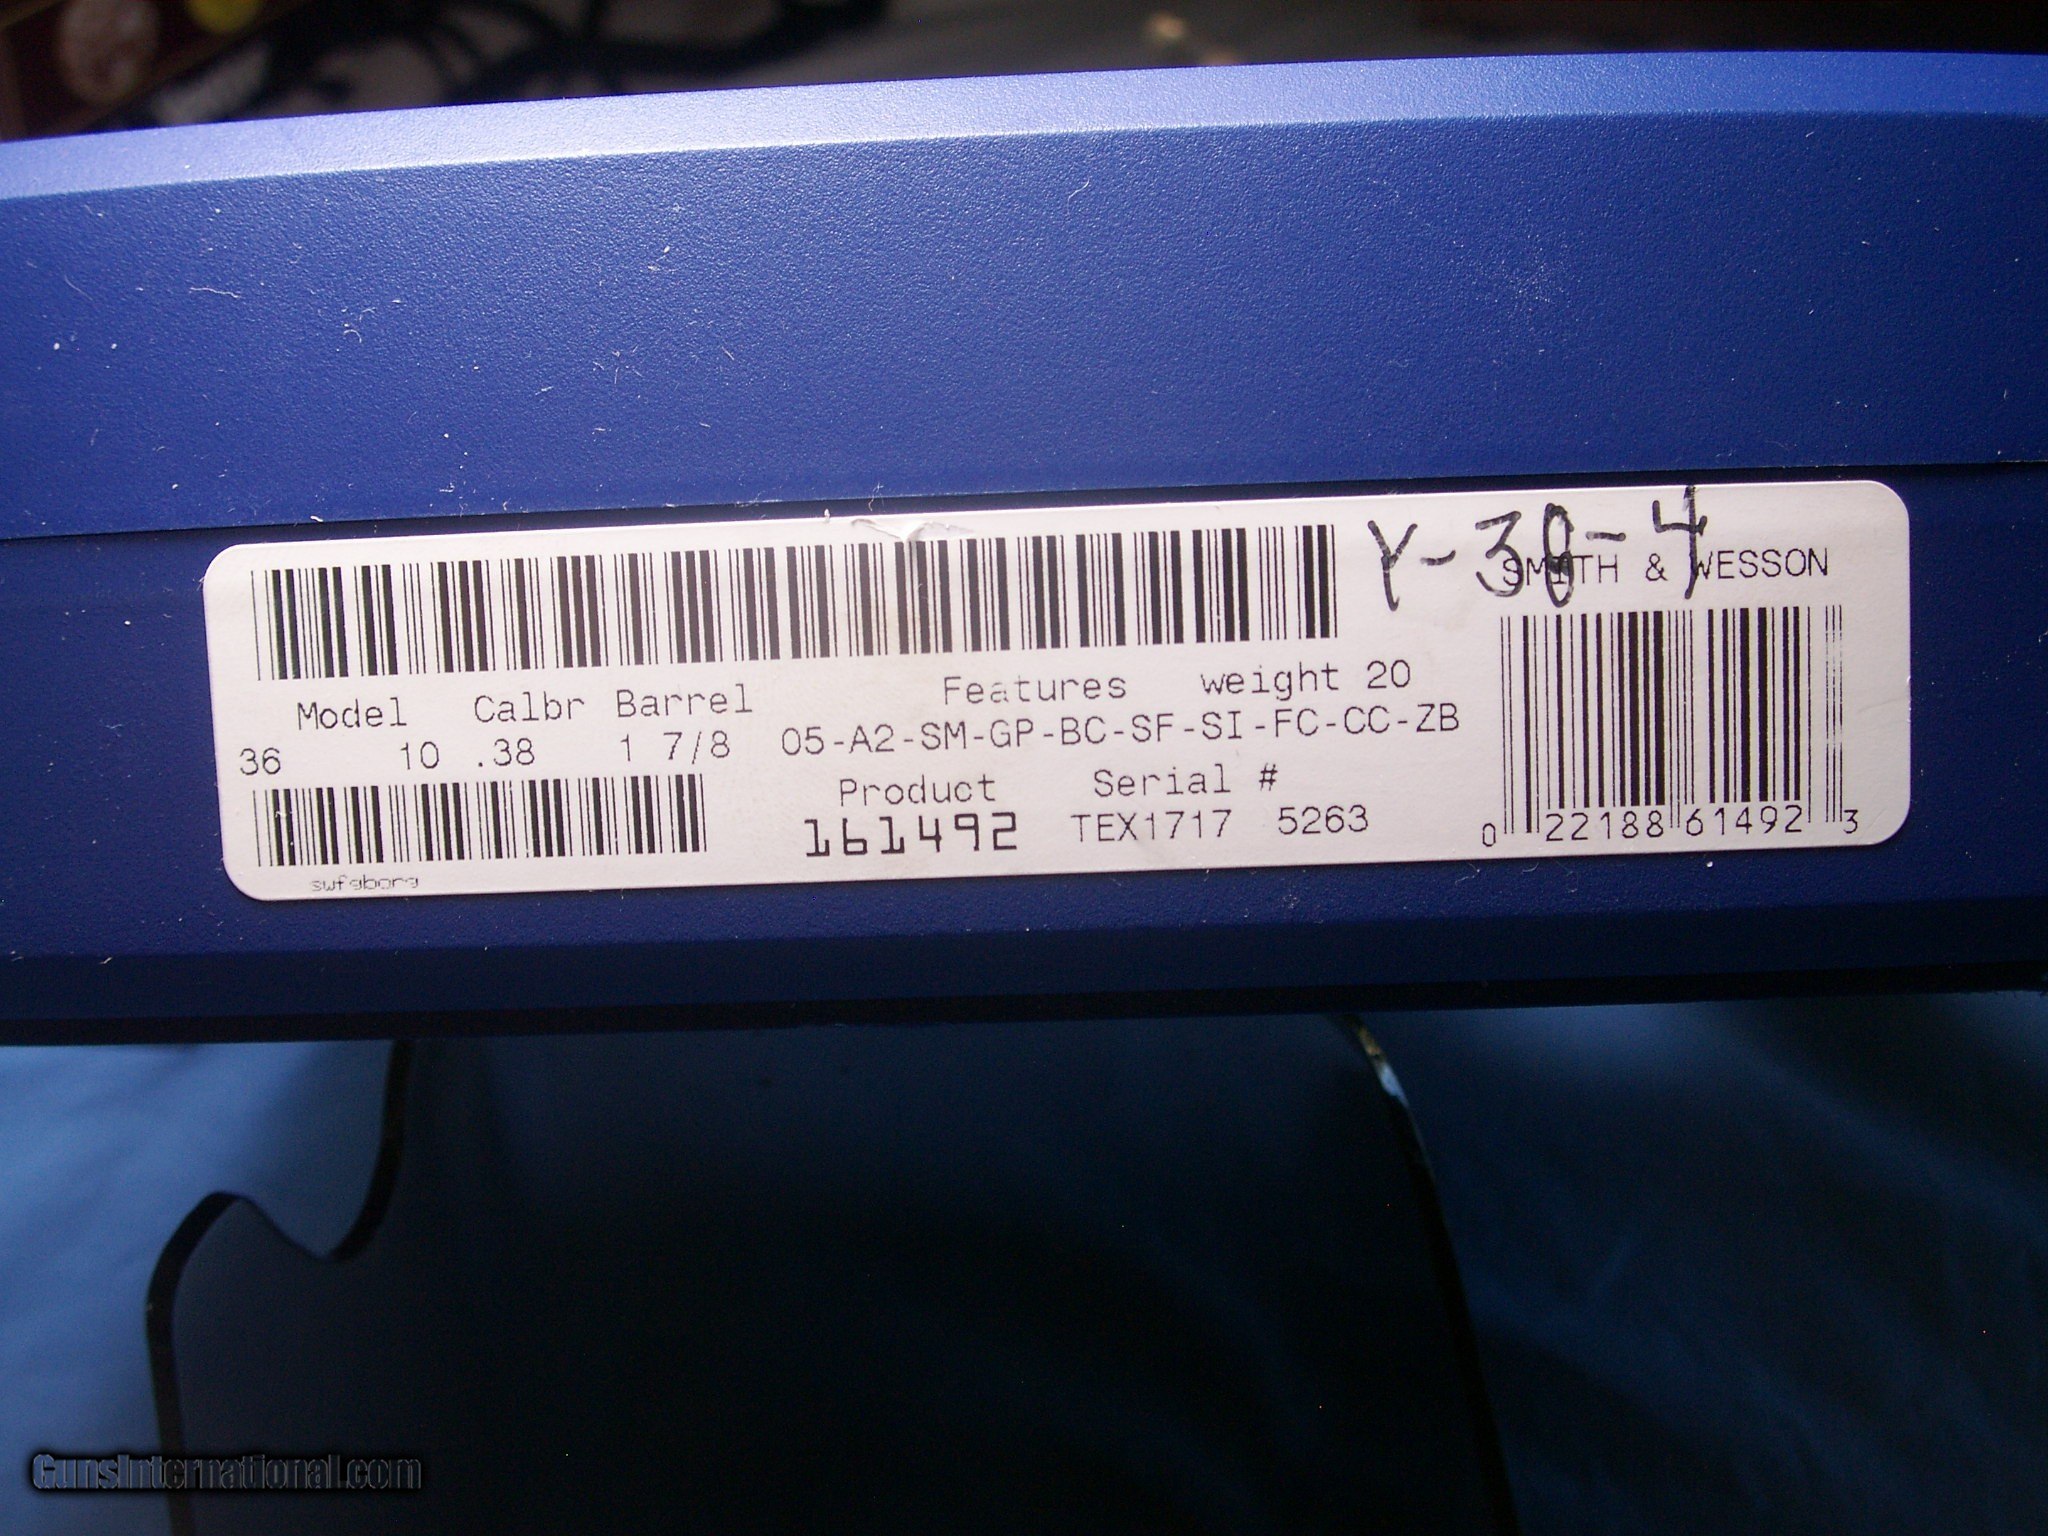 Y-38-4
SMITH & WESSON
Model Calbr Barrel Features weight 20
36 10 .38 1 7/8 05-A2-SM-GP-BC-SF-SI-FC-CC-ZB
Product Serial #
161492 TEX1717 5263
0 22188 61492 3
swfgborg
GunsInternational.com